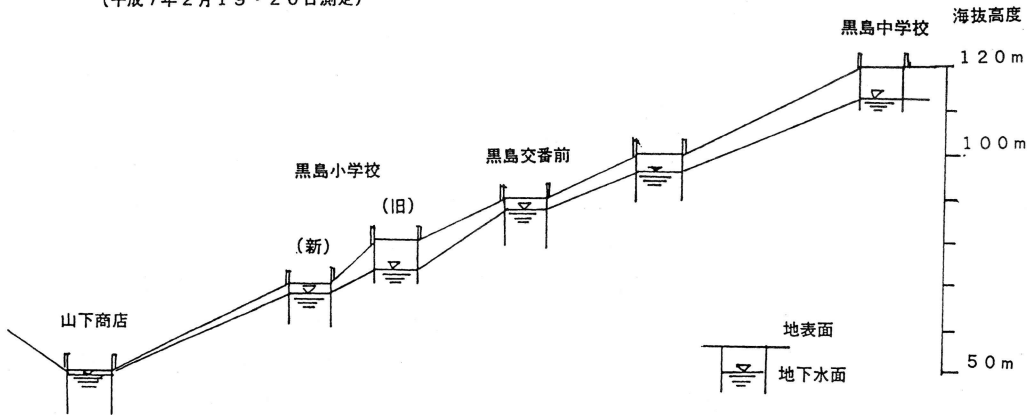 (平成7年2月19・20日測定)
海抜高度
黒島中学校
120m
100m
黒島交番前
黒島小学校
(旧)
(新)
山下商店
地表面
地下水面
50m